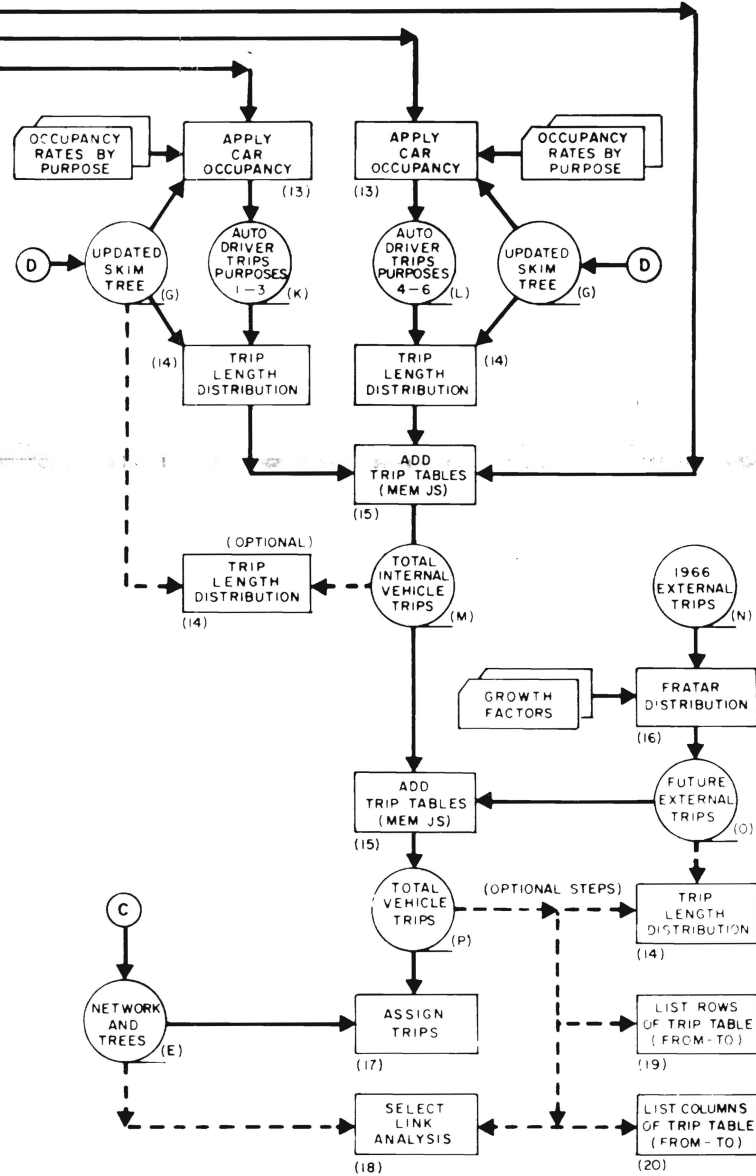 OCCUPANCY
RATES BY
PURPOSE
APPLY
CAR
OCCUPANCY
(13)
APPLY
CAR
OCCUPANCY
(13)
OCCUPANCY
RATES BY
PURPOSE
D
UPDATED
SKIM
TREE
(G)
AUTO
DRIVER
TRIPS
PURPOSES
1-3
(K)
AUTO
DRIVER
TRIPS
PURPOSES
4-6
(L)
UPDATED
SKIM
TREE
(G)
D
(14)
TRIP
LENGTH
DISTRIBUTION
TRIP
LENGTH
DISTRIBUTION
(14)
ADD
TRIP TABLES
(MEM JS)
(15)
(OPTIONAL)
TRIP
LENGTH
DISTRIBUTION
(14)
TOTAL
INTERNAL
VEHICLE
TRIPS
(M)
1966
EXTERNAL
TRIPS
(N)
GROWTH
FACTORS
FRATAR
DISTRIBUTION
(16)
ADD
TRIP TABLES
(MEM JS)
(15)
FUTURE
EXTERNAL
TRIPS
(O)
TOTAL
VEHICLE
TRIPS
(P)
(OPTIONAL STEPS)
TRIP
LENGTH
DISTRIBUTION
(14)
C
NETWORK
AND
TREES
(E)
ASSIGN
TRIPS
(17)
LIST ROWS
OF TRIP TABLE
(FROM-TO)
(19)
SELECT
LINK
ANALYSIS
(18)
LIST COLUMNS
OF TRIP TABLE
(FROM-TO)
(20)